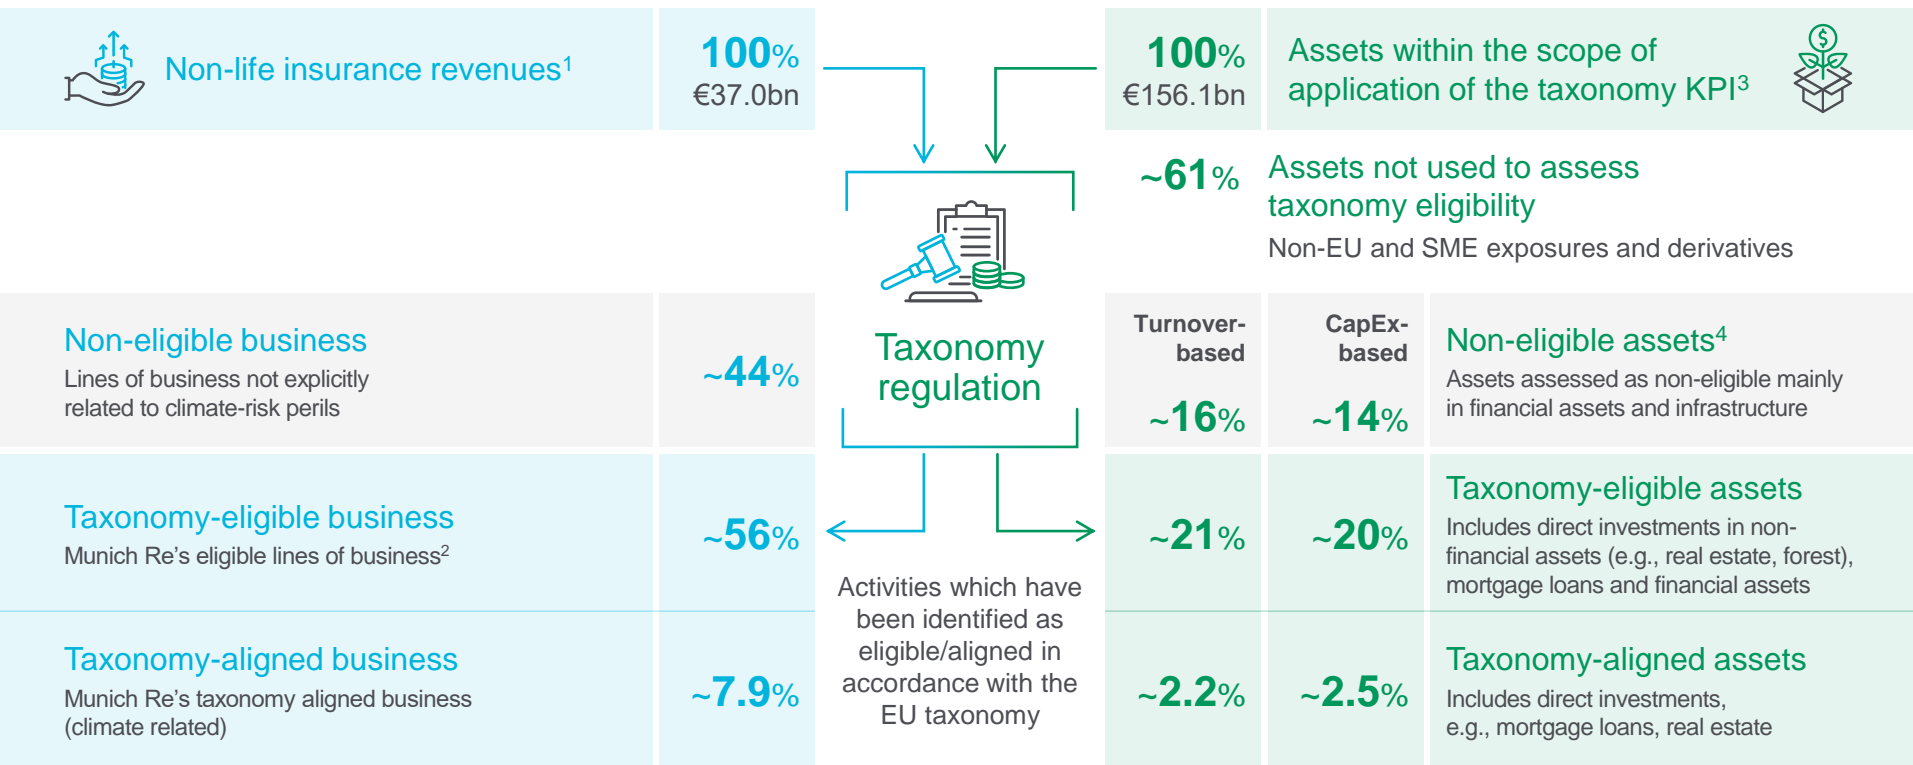 Non-life insurance revenues1
100%
€37.0bn
100%
€156.1bn
Assets within the scope of
application of the taxonomy KPI3
~61%
Assets not used to assess
taxonomy eligibility
Non-EU and SME exposures and derivatives
Non-eligible business
Lines of business not explicitly
related to climate-risk perils
~44%
Taxonomy
regulation
Turnover-
based
~16%
CapEx-
based
~14%
Non-eligible assets4
Assets assessed as non-eligible mainly
in financial assets and infrastructure
Taxonomy-eligible business
Munich Re's eligible lines of business2
~56%
~21%
~20%
Taxonomy-eligible assets
Includes direct investments in non-
financial assets (e.g., real estate, forest),
mortgage loans and financial assets
Activities which have
been identified as
eligible/aligned in
accordance with the
EU taxonomy
Taxonomy-aligned business
Munich Re's taxonomy aligned business
(climate related)
~7.9%
~2.2%
~2.5%
Taxonomy-aligned assets
Includes direct investments,
e.g., mortgage loans, real estate